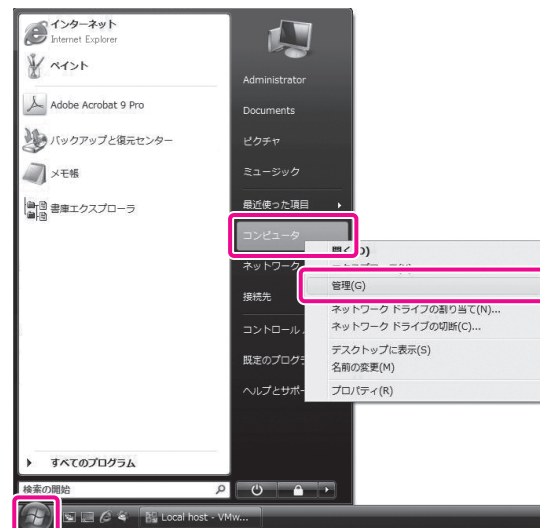 インターネット
Internet Explorer
ペイント
Adobe Acrobat 9 Pro
バックアップと復元センター
メモ帳
書庫エクスプローラ
すべてのプログラム
検索の開始
Administrator
Documents
ピクチャ
ミュージック
最近使った項目
コンピュータ
ネットワーク
接続先
コントロール
既定のプログ
ヘルプとサポー
管理(G)
ネットワーク ドライブの割り当て(N)...
ネットワーク ドライブの切断(C)...
デスクトップに表示(S)
名前の変更(M)
プロパティ(R)
Local host - VMw...